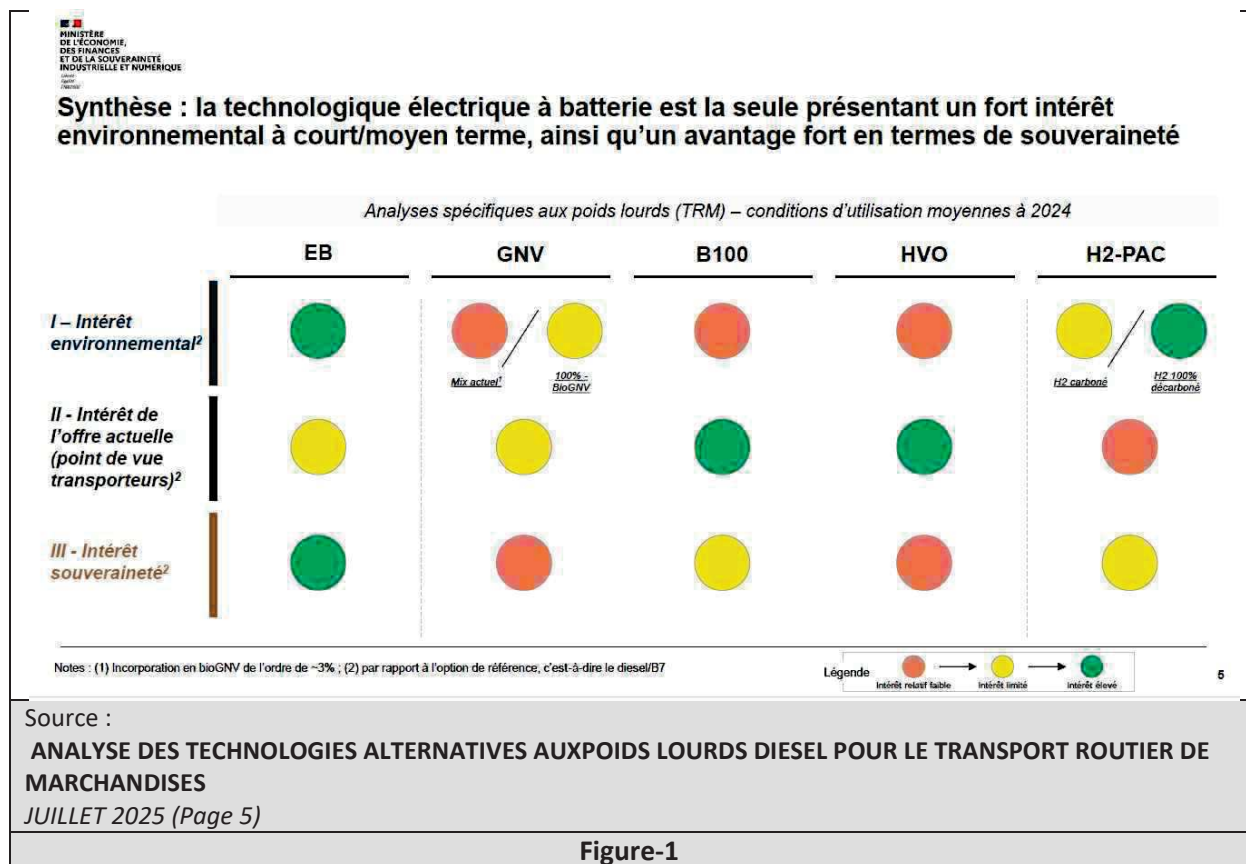 MINISTÈRE
DE L'ÉCONOMIE,
DES FINANCES
ET DE LA SOUVERAINETÉ
INDUSTRIELLE ET NUMÉRIQUE
Synthèse : la technologique électrique à batterie est la seule présentant un fort intérêt
environnemental à court/moyen terme, ainsi qu'un avantage fort en termes de souveraineté
Analyses spécifiques aux poids lourds (TRM) – conditions d'utilisation moyennes à 2024
EB GNV B100 HVO H2-PAC
I – Intérêt
environnemental²
Mix actuel¹
100% -
BioGNV
H2 carboné
H2 100%
décarboné
II - Intérêt de
l'offre actuelle
(point de vue
transporteurs)²
III - Intérêt
souveraineté²
Notes : (1) Incorporation en bioGNV de l'ordre de ~3% ; (2) par rapport à l'option de référence, c'est-à-dire le diesel/B7
Légende
Intérêt relatif faible
Intérêt limité
Intérêt élevé
5
Source :
ANALYSE DES TECHNOLOGIES ALTERNATIVES AUXPOIDS LOURDS DIESEL POUR LE TRANSPORT ROUTIER DE
MARCHANDISES
JUILLET 2025 (Page 5)
Figure-1